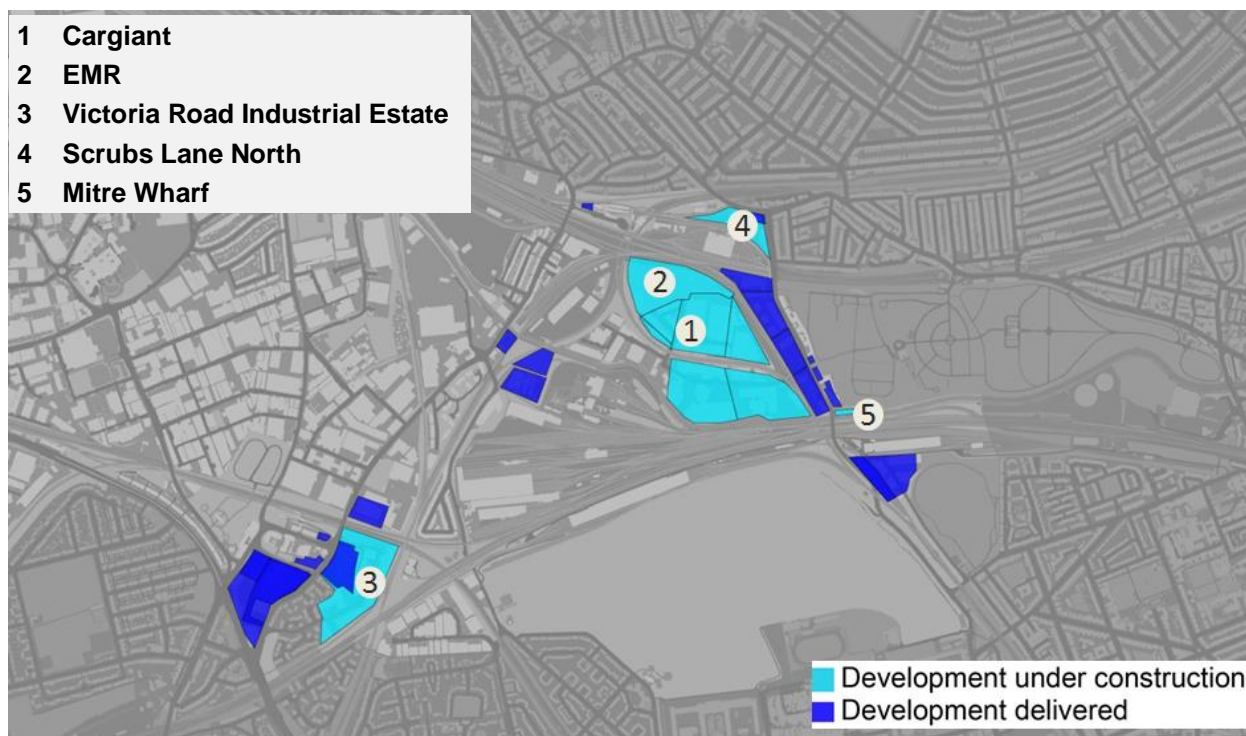 1 Cargiant
2 EMR
3 Victoria Road Industrial Estate
4 Scrubs Lane North
5 Mitre Wharf
4
2
1
5
3
Development under construction
Development delivered